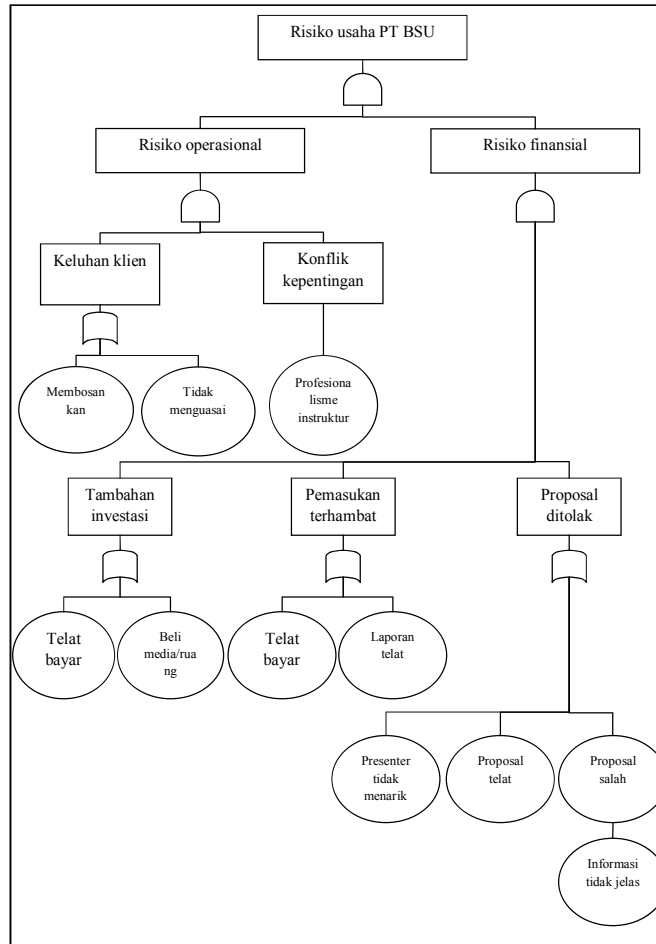 Risiko usaha PT BSU
Risiko operasional
Risiko finansial
Keluhan klien
Konflik
kepentingan
Membosan
kan
Tidak
menguasai
Profesiona
lisme
instruktur
Tambahan
investasi
Pemasukan
terhambat
Proposal
ditolak
Telat
bayar
Beli
media/rua
ng
Telat
bayar
Laporan
telat
Presenter
tidak
menarik
Proposal
telat
Proposal
salah
Informasi
tidak jelas